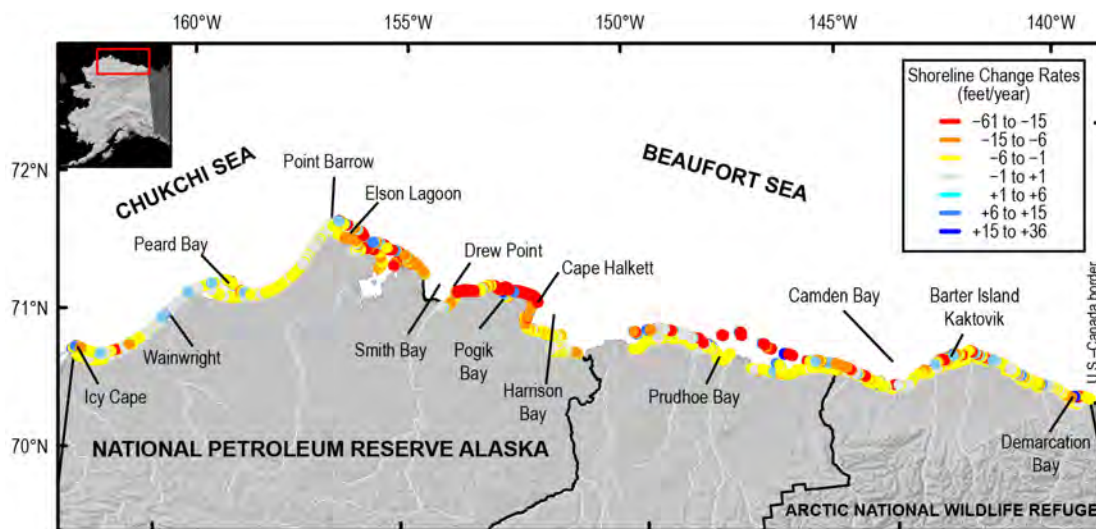 160°W
155°W
150°W
145°W
140°W
Shoreline Change Rates
(feet/year)
−61 to −15
−15 to −6
−6 to −1
−1 to +1
+1 to +6
+6 to +15
+15 to +36
72°N
71°N
70°N
CHUKCHI SEA
BEAUFORT SEA
Point Barrow
Elson Lagoon
Peard Bay
Drew Point
Cape Halkett
Camden Bay
Barter Island
Kaktovik
U.S.–Canada border
Wainwright
Smith Bay
Pogik
Bay
Icy Cape
Harrison
Bay
Prudhoe Bay
Demarcation
Bay
NATIONAL PETROLEUM RESERVE ALASKA
ARCTIC NATIONAL WILDLIFE REFUGE